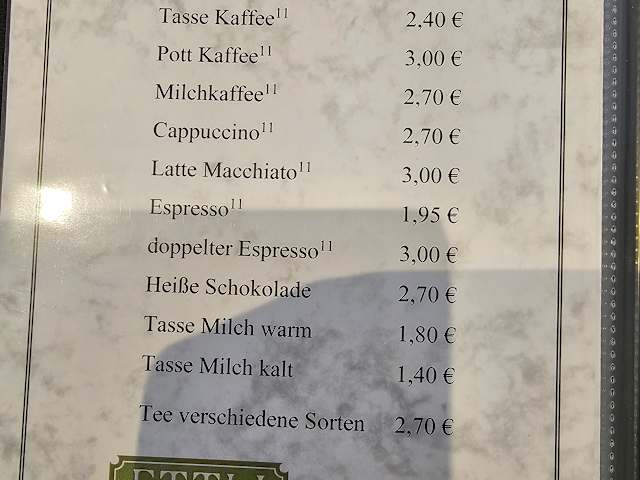 Tasse Kaffee¹¹ 2,40 €
Pott Kaffee¹¹ 3,00 €
Milchkaffee¹¹ 2,70 €
Cappuccino¹¹ 2,70 €
Latte Macchiato¹¹ 3,00 €
Espresso¹¹ 1,95 €
doppelter Espresso¹¹ 3,00 €
Heiße Schokolade 2,70 €
Tasse Milch warm 1,80 €
Tasse Milch kalt 1,40 €
Tee verschiedene Sorten 2,70 €